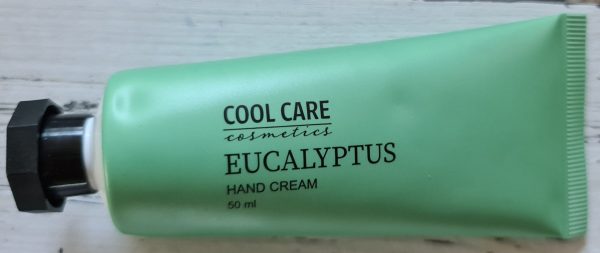 COOL CARE
cosmetics
EUCALYPTUS
HAND CREAM
50 ml